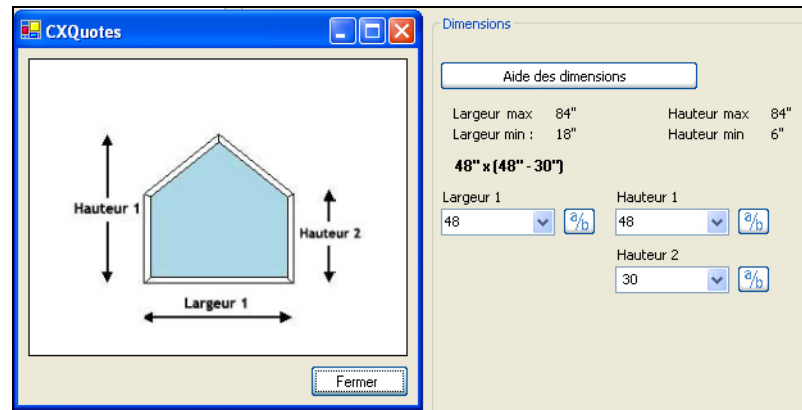 CXQuotes
Hauteur 1
Hauteur 2
Largeur 1
Fermer
Dimensions
Aide des dimensions
Largeur max 84" Hauteur max 84"
Largeur min : 18" Hauteur min 6"
48" x (48" - 30")
Largeur 1 Hauteur 1
48 a/b 48 a/b
Hauteur 2
30 a/b